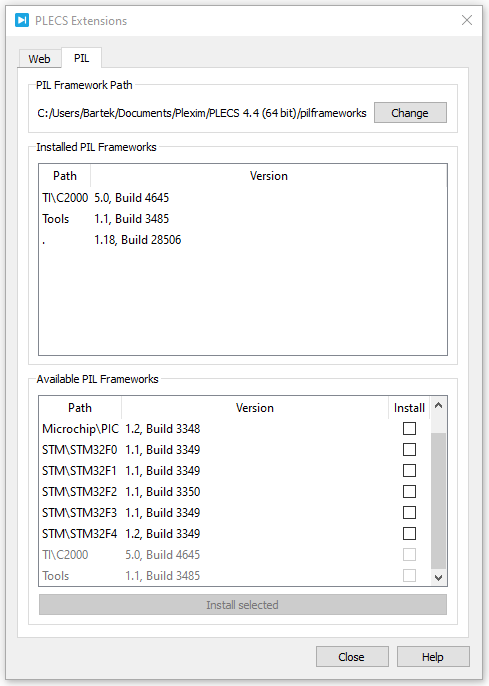 PLECS Extensions
Web PIL
PIL Framework Path
C:/Users/Bartek/Documents/Plexim/PLECS 4.4 (64 bit)/pilframeworks Change
Installed PIL Frameworks
Path Version
TI\C2000 5.0, Build 4645
Tools 1.1, Build 3485
. 1.18, Build 28506
Available PIL Frameworks
Path Version Install
Microchip\PIC 1.2, Build 3348
STM\STM32F0 1.1, Build 3349
STM\STM32F1 1.1, Build 3349
STM\STM32F2 1.1, Build 3350
STM\STM32F3 1.1, Build 3349
STM\STM32F4 1.2, Build 3349
TI\C2000 5.0, Build 4645
Tools 1.1, Build 3485
Install selected
Close Help